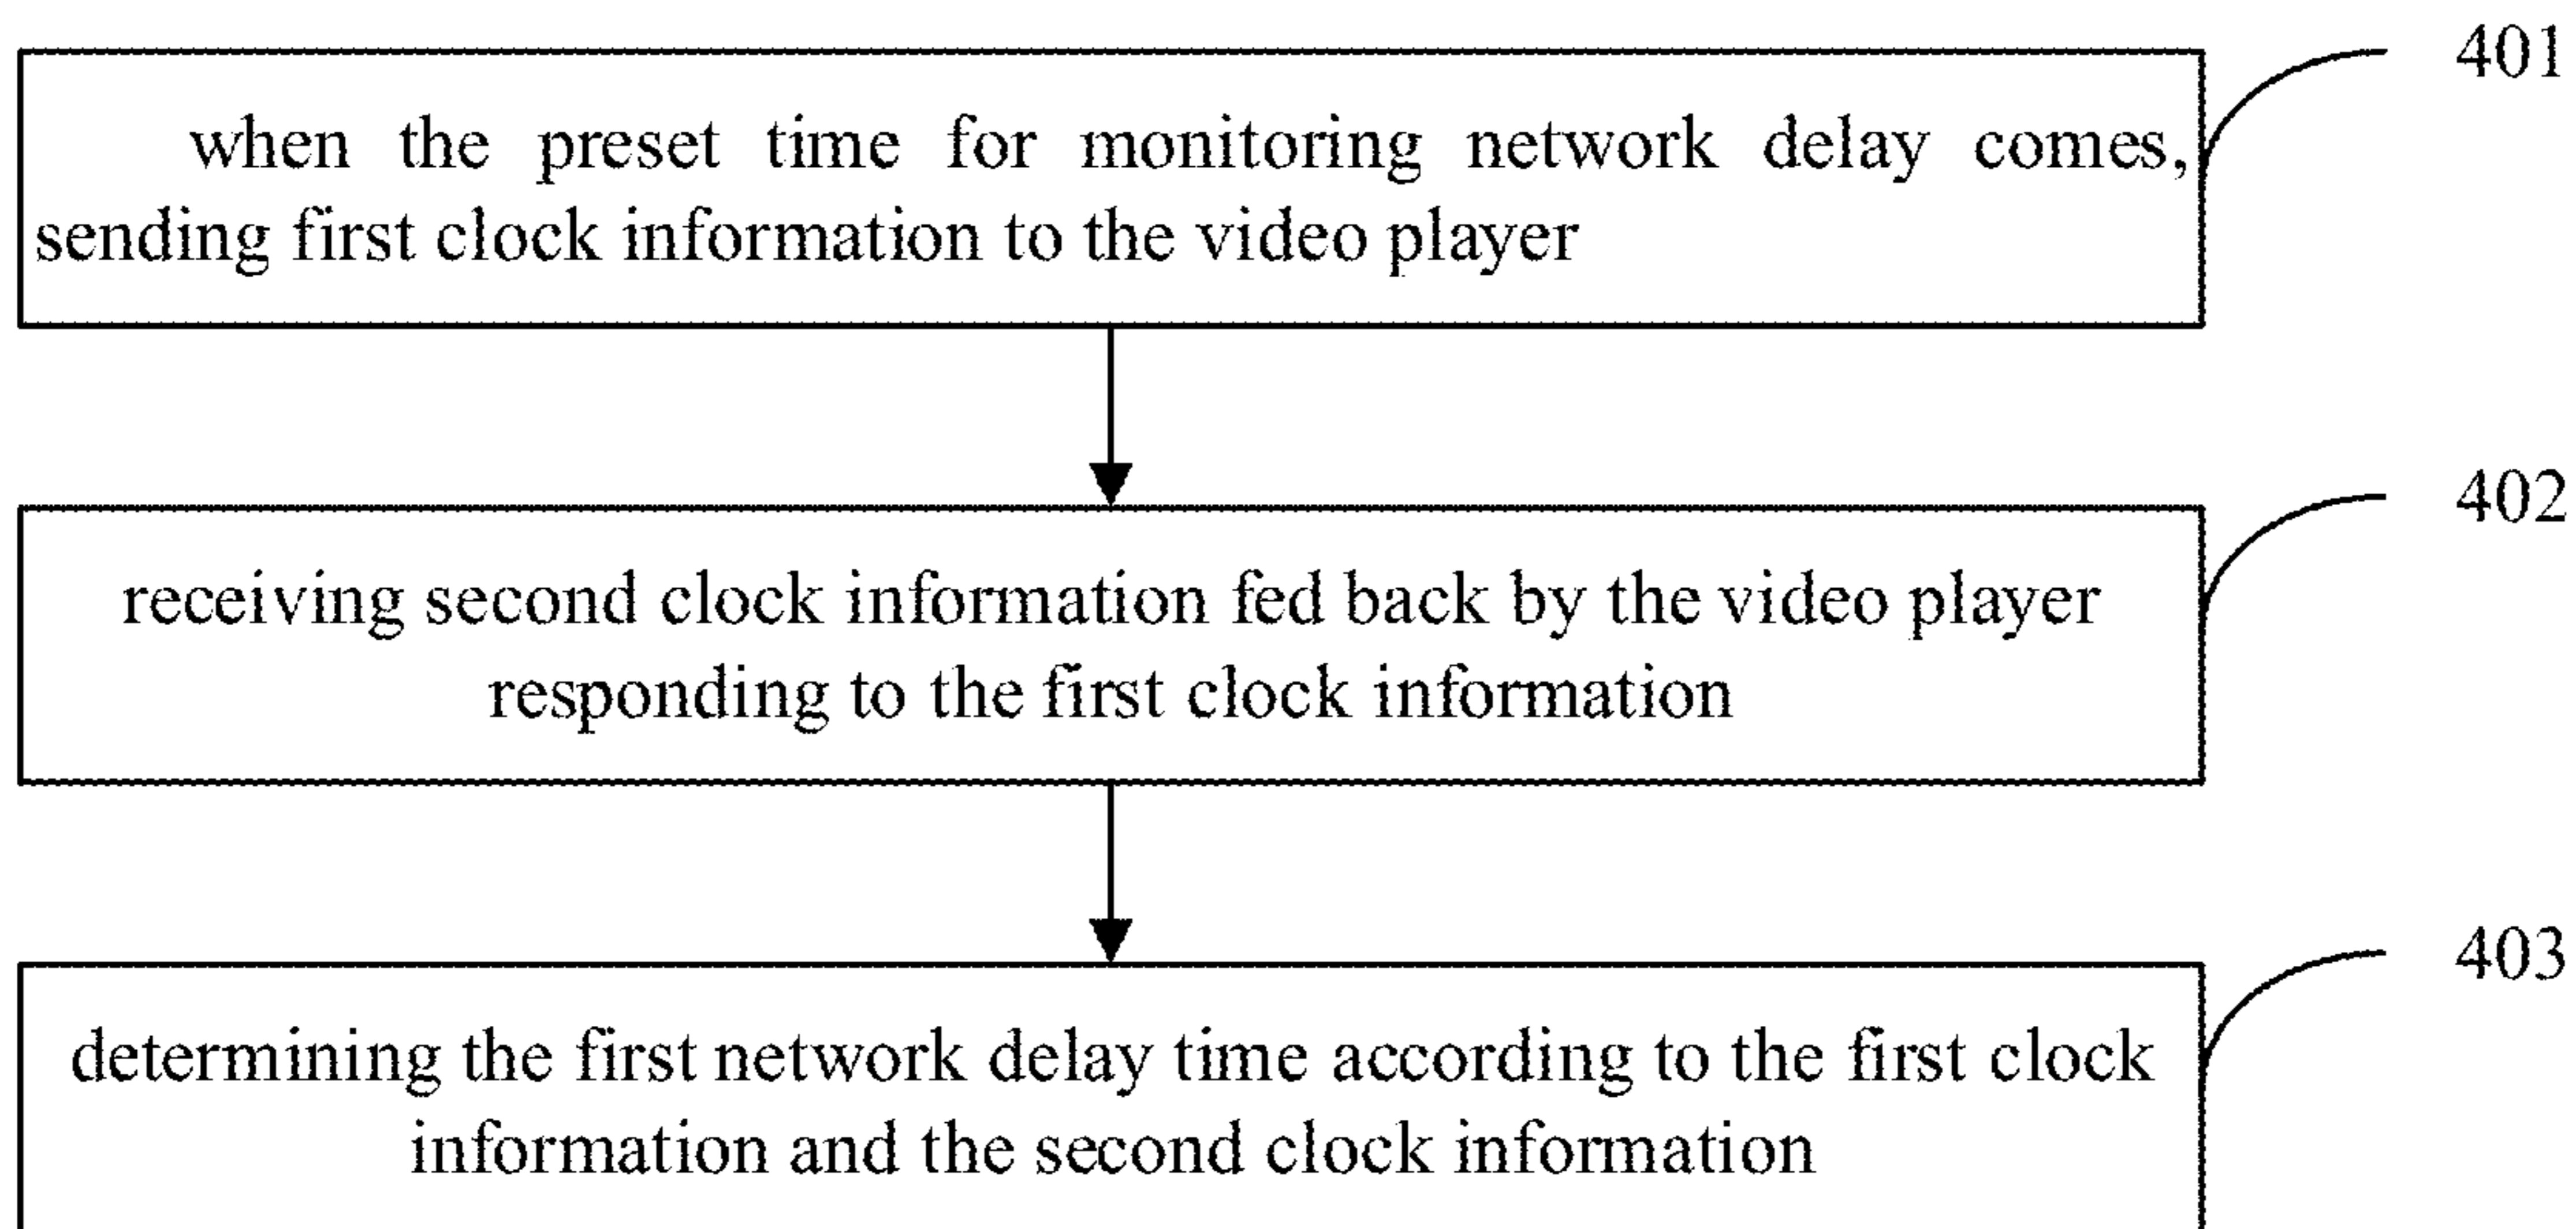 401
when the preset time for monitoring network delay comes,
sending first clock information to the video player
402
receiving second clock information fed back by the video player
responding to the first clock information
403
determining the first network delay time according to the first clock
information and the second clock information